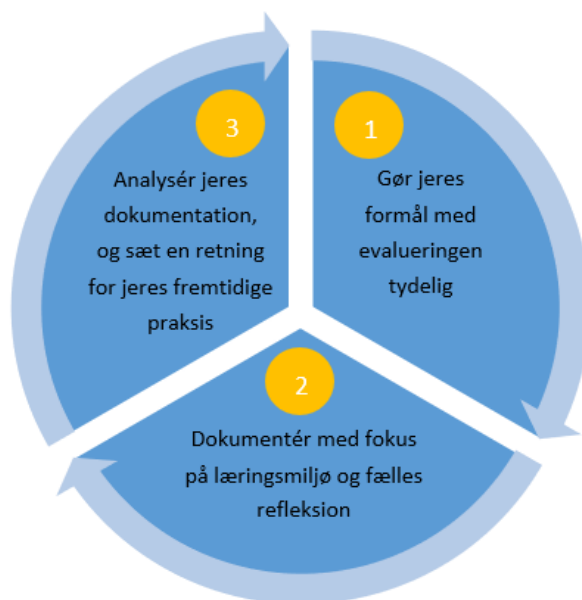 1
Gør jeres
formål med
evalueringen
tydelig
2
Dokumentér med fokus
på læringsmiljø og fælles
refleksion
3
Analysér jeres
dokumentation,
og sæt en retning
for jeres fremtidige
praksis